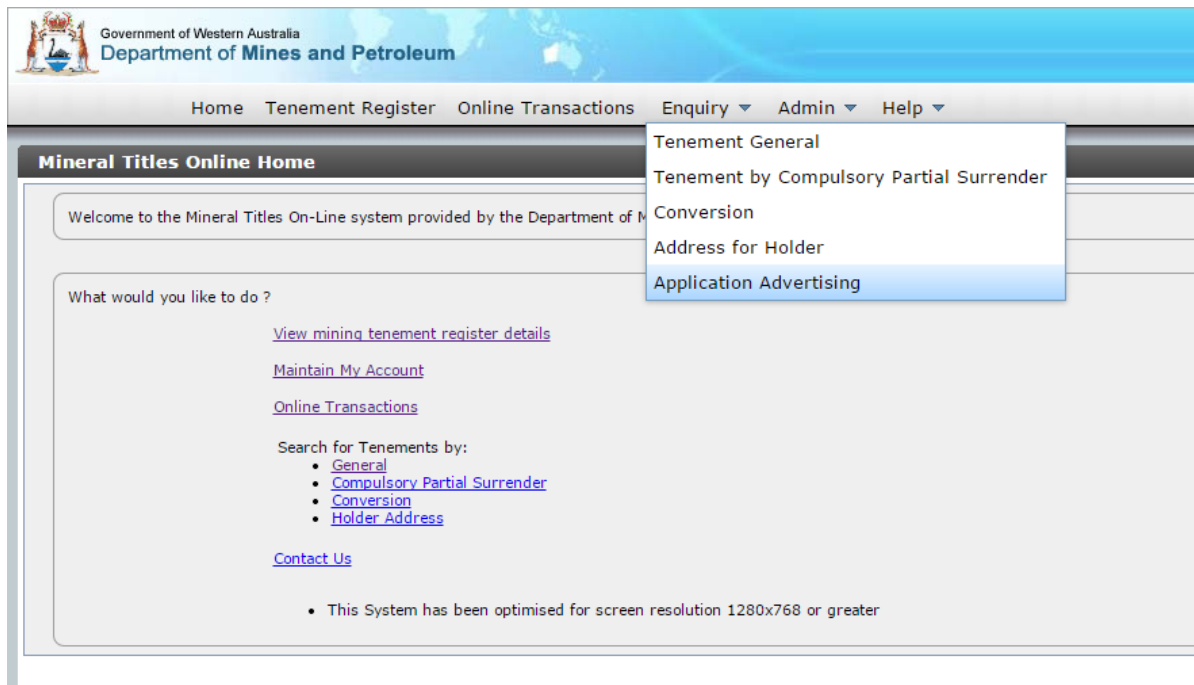 Government of Western Australia
Department of Mines and Petroleum
Home Tenement Register Online Transactions Enquiry Admin Help
Tenement General
Tenement by Compulsory Partial Surrender
Conversion
Address for Holder
Application Advertising
Mineral Titles Online Home
Welcome to the Mineral Titles On-Line system provided by the Department of
What would you like to do ?
View mining tenement register details
Maintain My Account
Online Transactions
Search for Tenements by:
General
Compulsory Partial Surrender
Conversion
Holder Address
Contact Us
This System has been optimised for screen resolution 1280x768 or greater